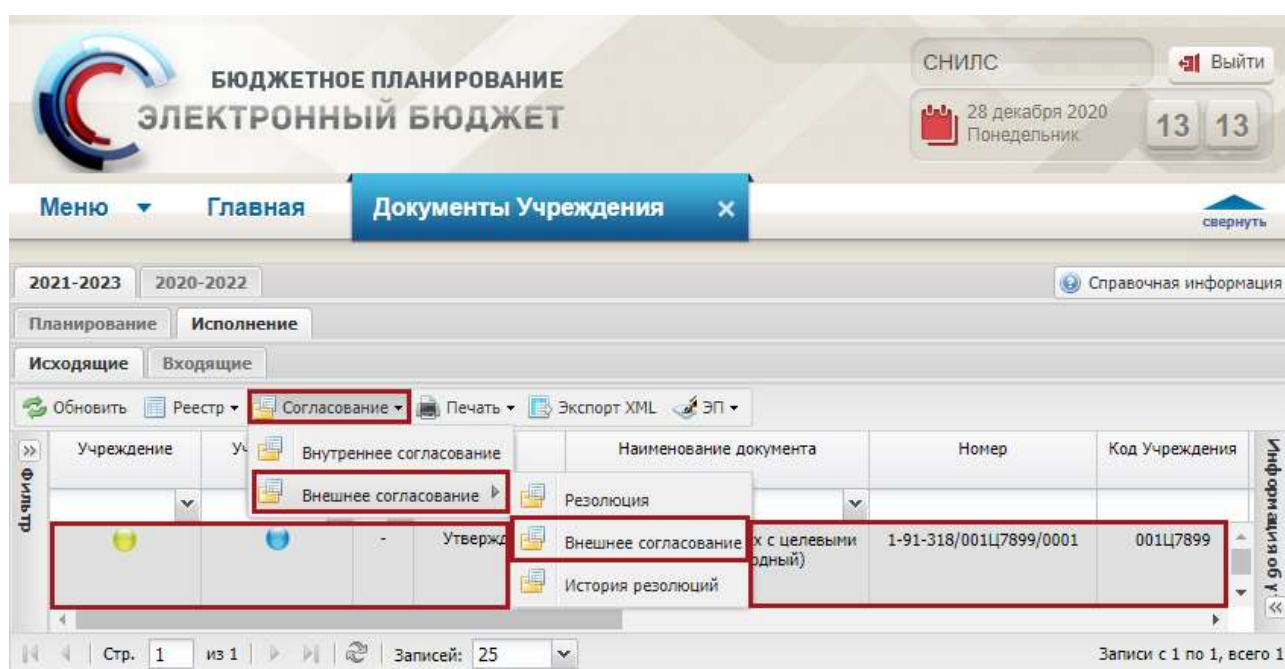 СНИЛС
Выйти
БЮДЖЕТНОЕ ПЛАНИРОВАНИЕ
ЭЛЕКТРОННЫЙ БЮДЖЕТ
28 декабря 2020
Понедельник
13 13
Меню Главная Документы Учреждения ×
свернуть
2021-2023 2020-2022 Справочная информация
Планирование Исполнение
Исходящие Входящие
Обновить Реестр Согласование Печать Экспорт XML ЭП
Учреждение Наименование документа Номер Код Учреждения
Внутреннее согласование
Внешнее согласование
Резолюция
Внешнее согласование
История резолюций
Фильтр
- Утвержд х с целевыми 1-91-318/001Ц7899/0001 001Ц7899
одный)
Информация об у
Стр. 1 из 1 Записей: 25 Записи с 1 по 1, всего 1